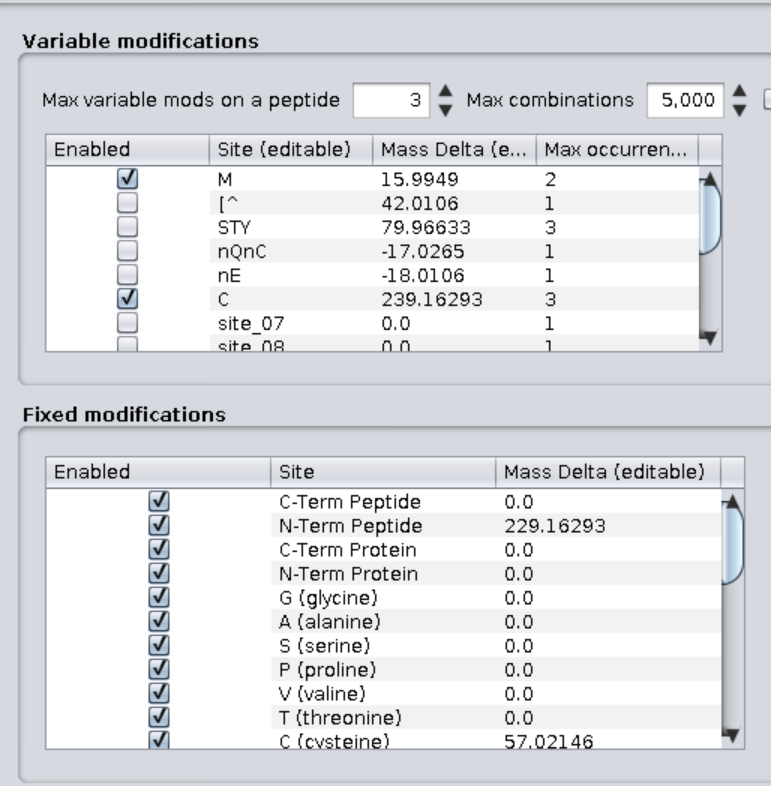 Variable modifications
Max variable mods on a peptide 3 Max combinations 5,000
Enabled Site (editable) Mass Delta (e... Max occurren...
M 15.9949 2
[^ 42.0106 1
STY 79.96633 3
nQnC -17.0265 1
nE -18.0106 1
C 239.16293 3
site_07 0.0 1
site_08 0.0 1
Fixed modifications
Enabled Site Mass Delta (editable)
C-Term Peptide 0.0
N-Term Peptide 229.16293
C-Term Protein 0.0
N-Term Protein 0.0
G (glycine) 0.0
A (alanine) 0.0
S (serine) 0.0
P (proline) 0.0
V (valine) 0.0
T (threonine) 0.0
C (cysteine) 57.02146